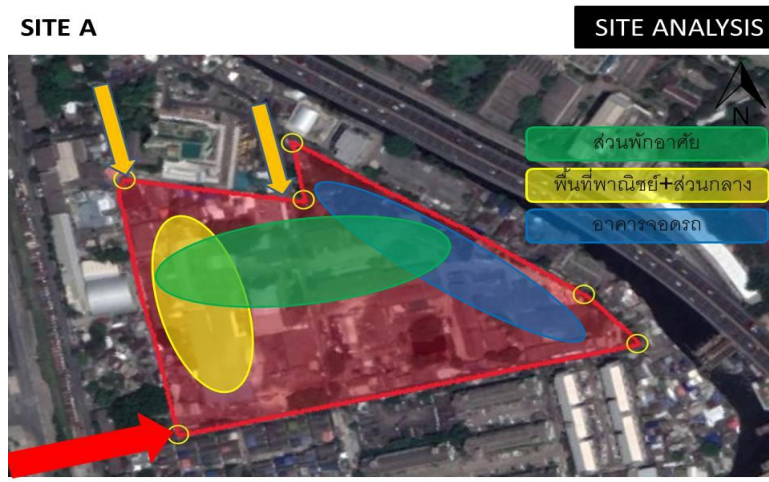 SITE A
SITE ANALYSIS
N
ส่วนพักอาศัย
พื้นที่พาณิชย์+ส่วนกลาง
อาคารจอดรถ